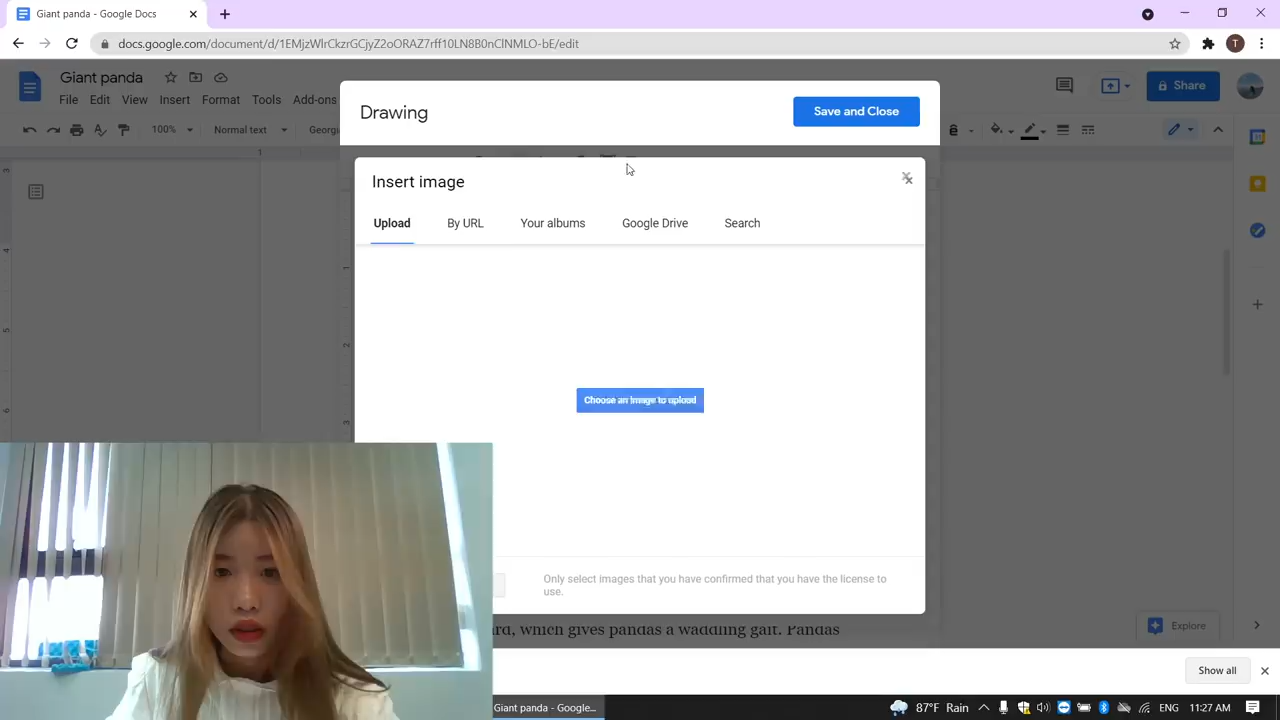 Giant panda - Google Docs
docs.google.com/document/d/1EMjzWlrCkzrGCjyZ2oORAZ7rff10LN8B0nClNMLO-bE/edit
T
Giant panda
File Edit View Insert Format Tools Add-ons
Share
Drawing
Save and Close
100%
Normal text
Georgi
Insert image
Upload By URL Your albums Google Drive Search
Choose an image to upload
Only select images that you have confirmed that you have the license to
use.
which gives pandas a waddling gait. Pandas
Explore
Show all
Giant panda - Google...
87°F Rain
ENG
11:27 AM